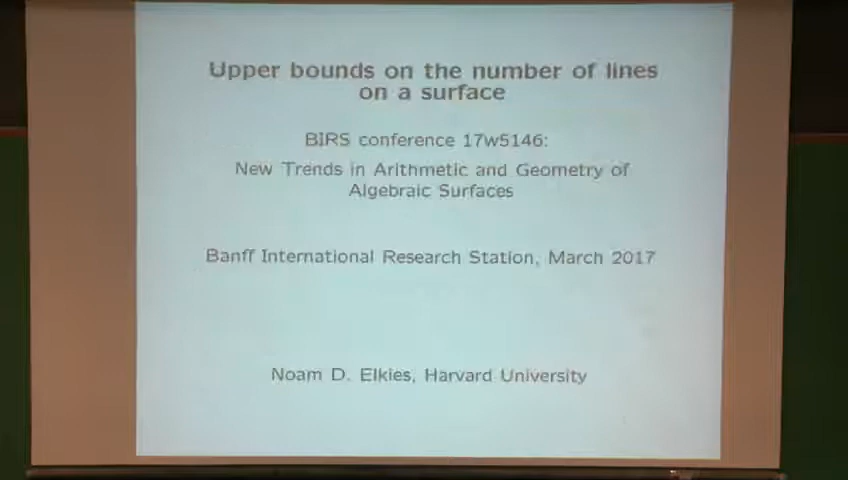 Upper bounds on the number of lines
on a surface
BIRS conference 17w5146:
New Trends in Arithmetic and Geometry of
Algebraic Surfaces
Banff International Research Station, March 2017
Noam D. Elkies, Harvard University